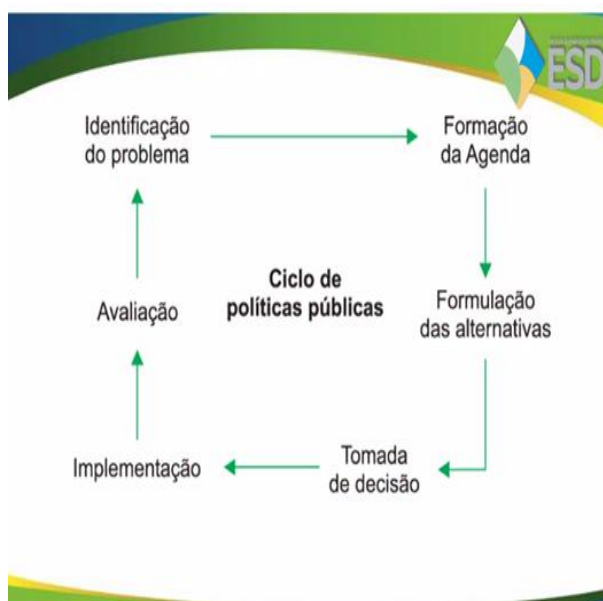 ESD
Identificação
do problema
Formação
da Agenda
Ciclo de
políticas públicas
Avaliação
Formulação
das alternativas
Implementação
Tomada
de decisão